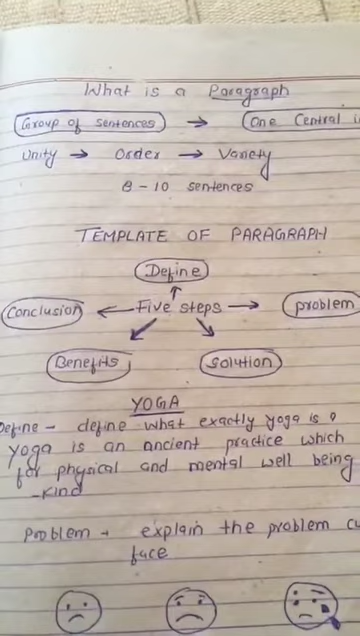 What is a Paragraph
Group of sentences → One Central
Unity → Order → Variety
8-10 sentences
TEMPLATE OF PARAGRAPH
Define
Conclusion ← Five steps → problem
Benefits Solution
YOGA
Define - define what exactly yoga is ?
yoga is an ancient practice which
for physical and mental well being
-kind
Problem → explain the problem
face